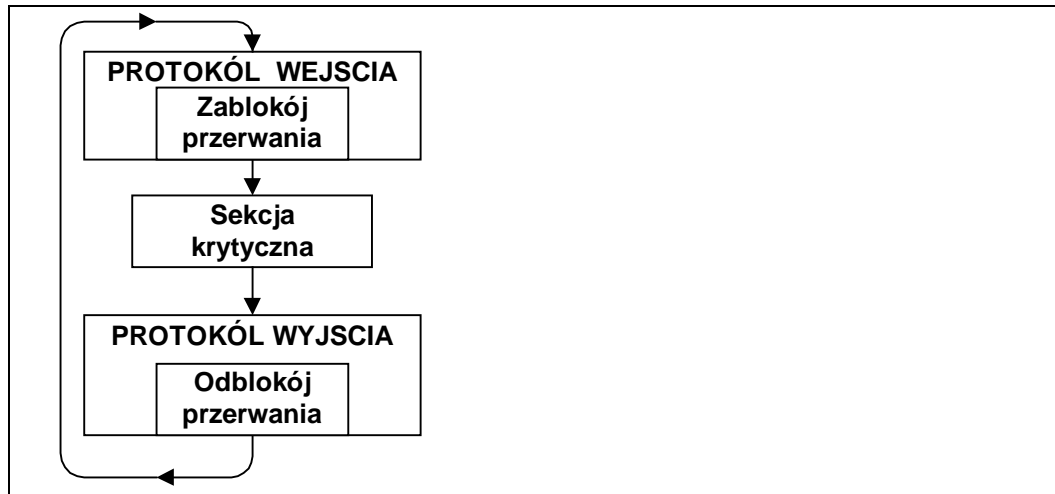 PROTOKÓL WEJSCIA
Zablokój
przerwania
Sekcja
krytyczna
PROTOKÓL WYJSCIA
Odblokój
przerwania